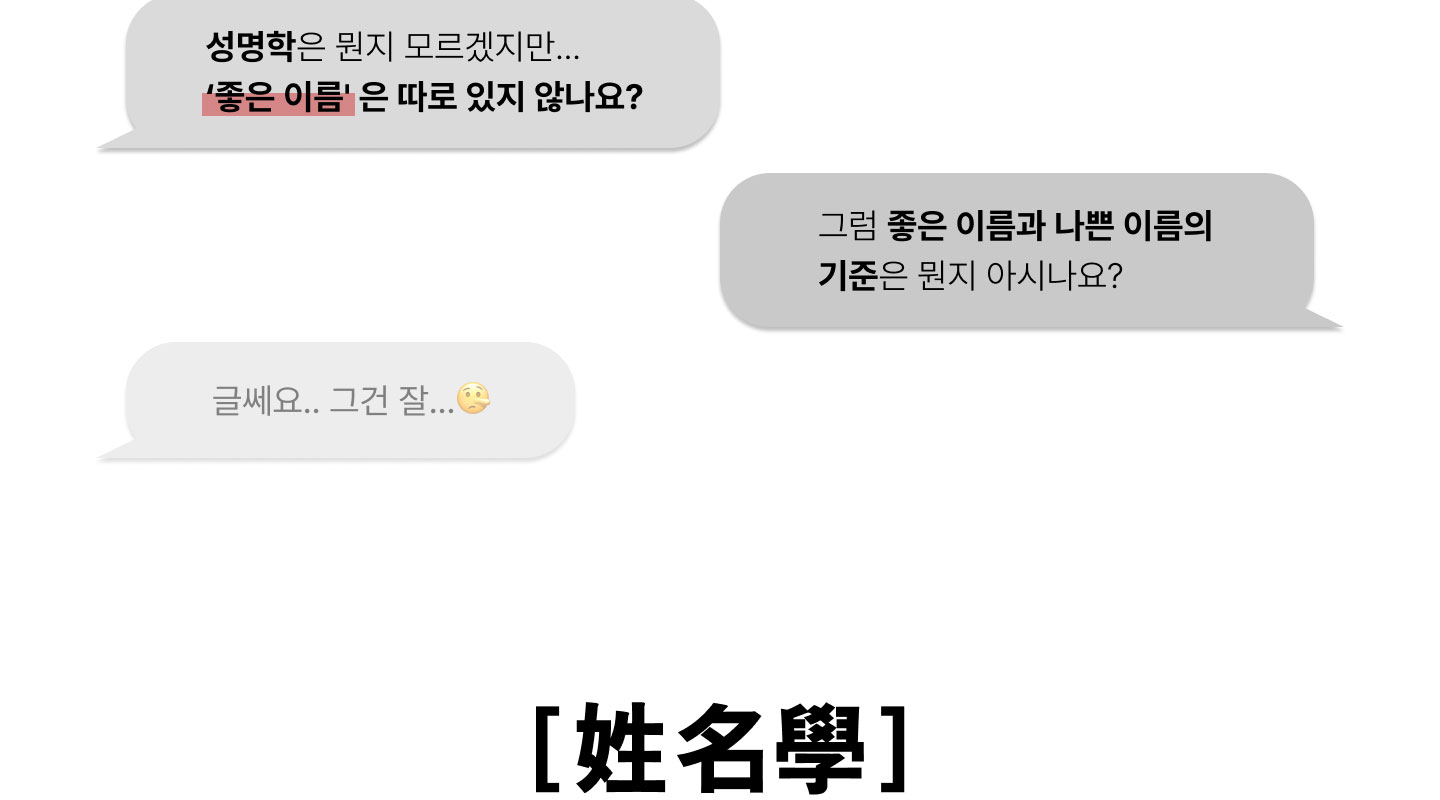 성명학은 뭔지 모르겠지만...
‘좋은 이름' 은 따로 있지 않나요?
그럼 좋은 이름과 나쁜 이름의
기준은 뭔지 아시나요?
글쎄요.. 그건 잘...🤥
[姓名學]